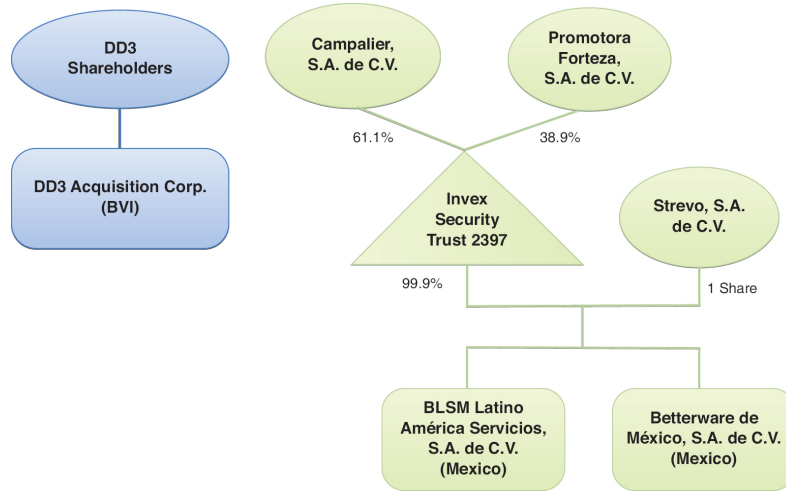 DD3
Shareholders
DD3 Acquisition Corp.
(BVI)
Campalier,
S.A. de C.V.
Promotora
Forteza,
S.A. de C.V.
61.1%
38.9%
Invex
Security
Trust 2397
Strevo, S.A.
de C.V.
99.9%
1 Share
BLSM Latino
América Servicios,
S.A. de C.V.
(Mexico)
Betterware de
México, S.A. de C.V.
(Mexico)